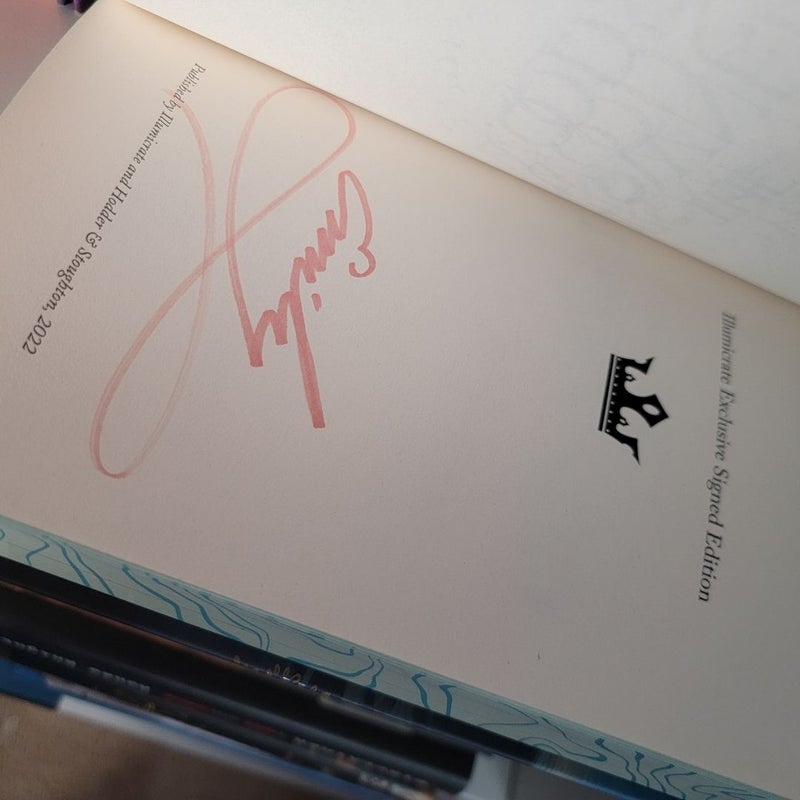 Illumicrate Exclusive Signed Edition
Emily
Published by Illumicrate and Hodder & Stoughton, 2022